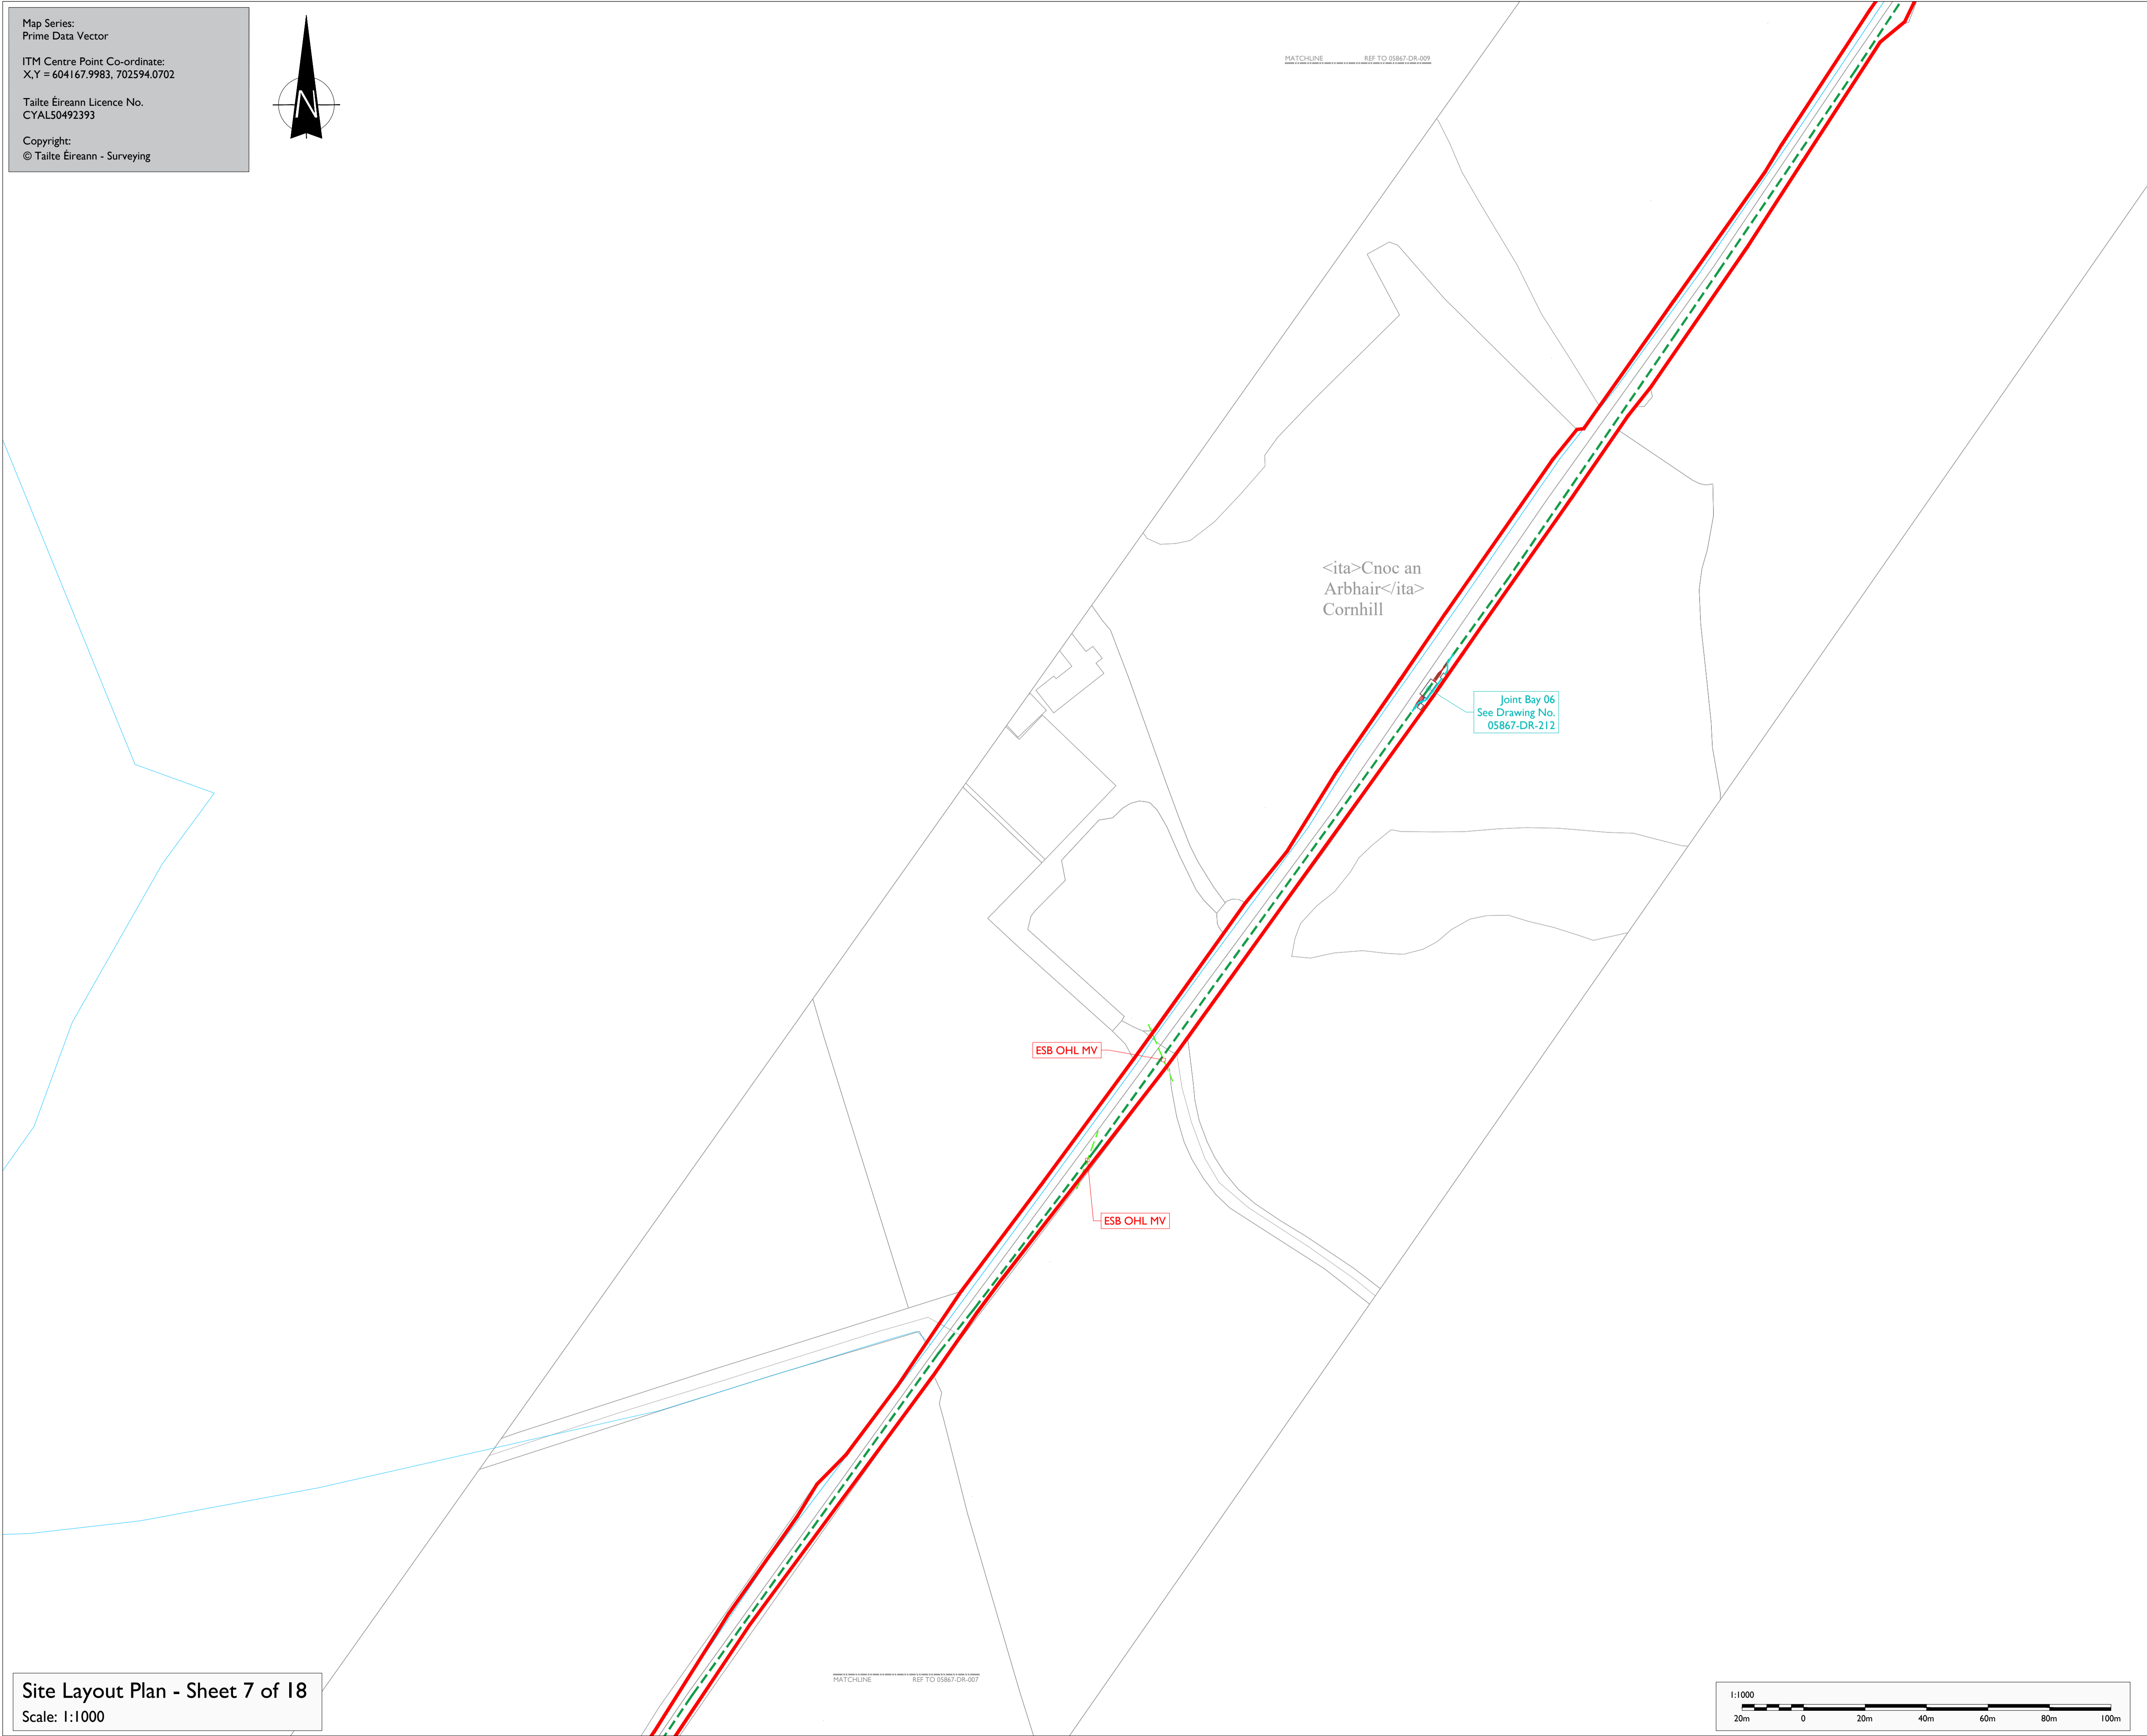 Map Series:
Prime Data Vector
ITM Centre Point Co-ordinate:
X,Y = 604167.9983, 702594.0702
Tailte Éireann Licence No.
CYAL50492393
Copyright:
© Tailte Éireann - Surveying
N
MATCHLINE REF TO 05867-DR-009
<ita>Cnoc an
Arbhair</ita>
Cornhill
Joint Bay 06
See Drawing No.
05867-DR-212
ESB OHL MV
ESB OHL MV
MATCHLINE REF TO 05867-DR-007
Site Layout Plan - Sheet 7 of 18
Scale: 1:1000
1:1000
20m 0 20m 40m 60m 80m 100m